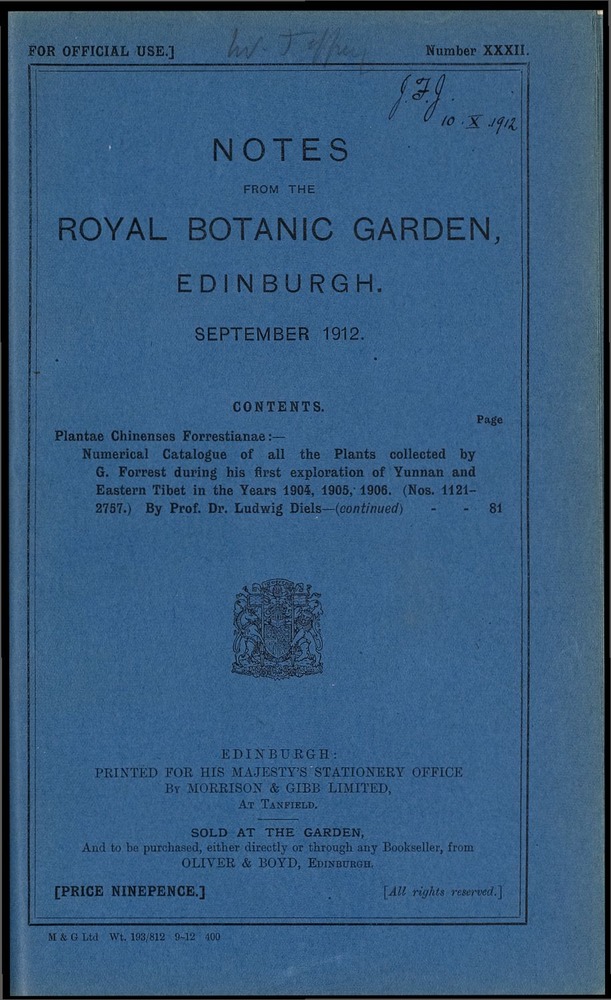 FOR OFFICIAL USE.]
Number XXXII.
J.F.J.
10 . X . 1912
NOTES
FROM THE
ROYAL BOTANIC GARDEN,
EDINBURGH.
SEPTEMBER 1912.
CONTENTS.
Page
Plantae Chinenses Forrestianae:—
Numerical Catalogue of all the Plants collected by
G. Forrest during his first exploration of Yunnan and
Eastern Tibet in the Years 1904, 1905, 1906. (Nos. 1121–
2757.) By Prof. Dr. Ludwig Diels—(continued) - - 81
EDINBURGH:
PRINTED FOR HIS MAJESTY'S STATIONERY OFFICE
By MORRISON & GIBB LIMITED,
At Tanfield.
SOLD AT THE GARDEN,
And to be purchased, either directly or through any Bookseller, from
OLIVER & BOYD, Edinburgh.
[PRICE NINEPENCE.]
[All rights reserved.]
M & G Ltd Wt. 193/812 9-12 400